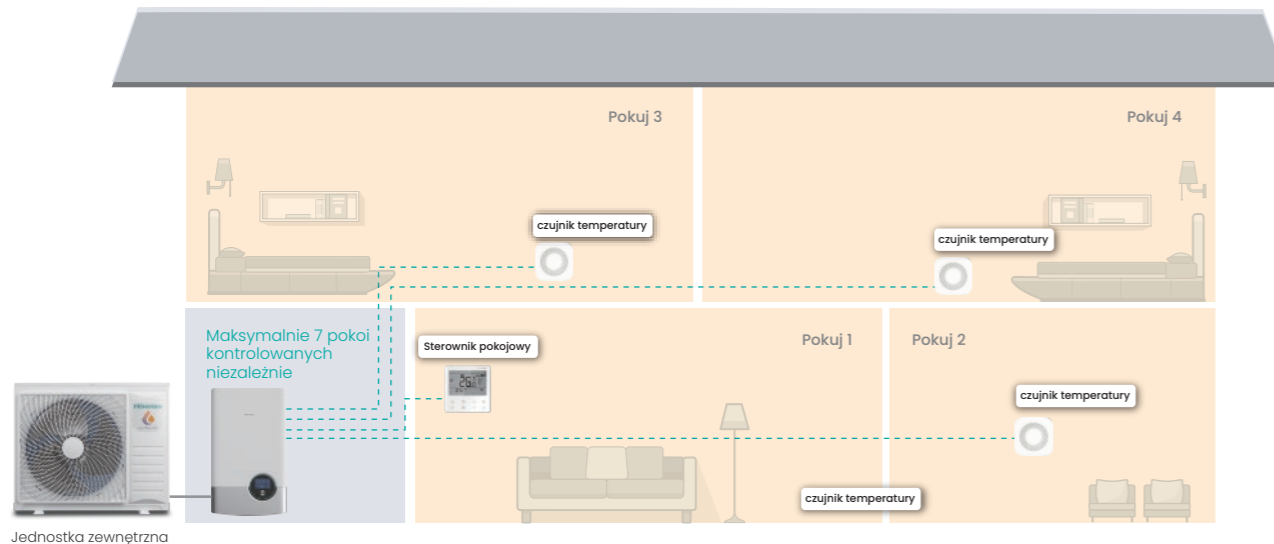 Pokuj 3
Pokuj 4
czujnik temperatury
czujnik temperatury
Maksymalnie 7 pokoi
kontrolowanych
niezależnie
Sterownik pokojowy
Pokuj 1
Pokuj 2
czujnik temperatury
czujnik temperatury
Jednostka zewnętrzna